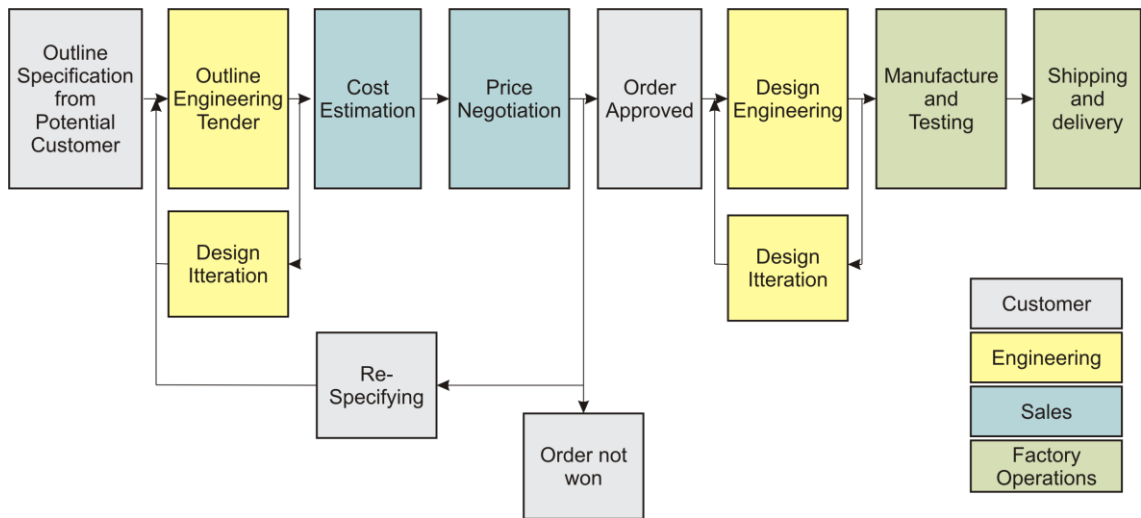 Outline
Specification
from
Potential
Customer
Outline
Engineering
Tender
Cost
Estimation
Price
Negotiation
Order
Approved
Design
Engineering
Manufacture
and
Testing
Shipping
and
delivery
Design
Itteration
Design
Itteration
Re-
Specifying
Order not
won
Customer
Engineering
Sales
Factory
Operations